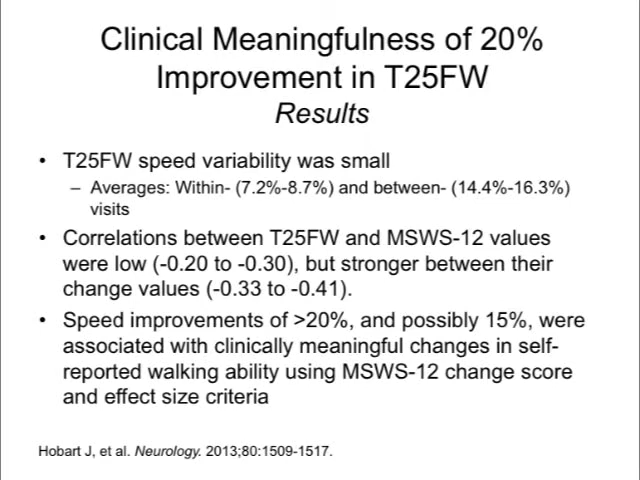 Clinical Meaningfulness of 20%
Improvement in T25FW
Results
• T25FW speed variability was small
– Averages: Within- (7.2%-8.7%) and between- (14.4%-16.3%)
visits
• Correlations between T25FW and MSWS-12 values
were low (-0.20 to -0.30), but stronger between their
change values (-0.33 to -0.41).
• Speed improvements of >20%, and possibly 15%, were
associated with clinically meaningful changes in self-
reported walking ability using MSWS-12 change score
and effect size criteria
Hobart J, et al. Neurology. 2013;80:1509-1517.